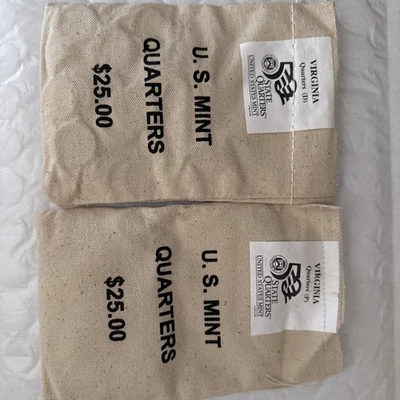 VIRGINIA
Quarters (D)
50
STATE
QUARTERS
UNITED STATES MINT
U. S. MINT
QUARTERS
$25.00
VIRGINIA
Quarters (P)
50
STATE
QUARTERS
UNITED STATES MINT
U. S. MINT
QUARTERS
$25.00